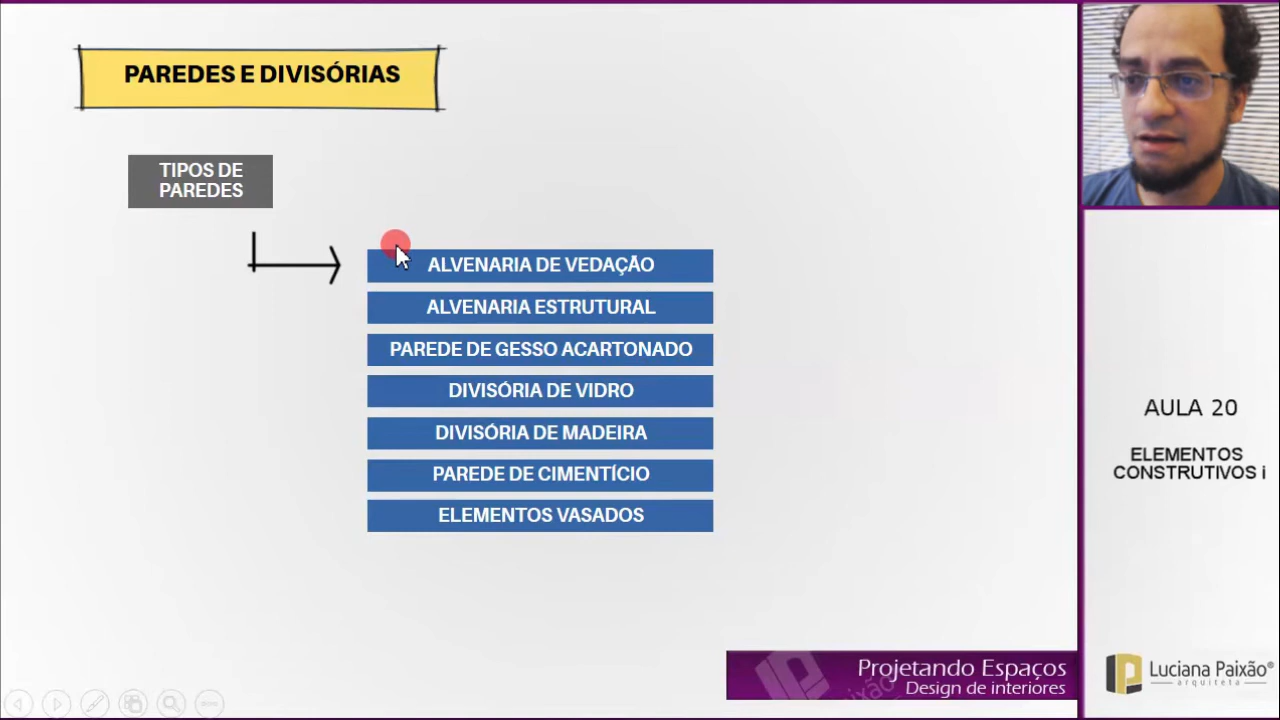 PAREDES E DIVISÓRIAS
TIPOS DE
PAREDES
ALVENARIA DE VEDAÇÃO
ALVENARIA ESTRUTURAL
PAREDE DE GESSO ACARTONADO
DIVISÓRIA DE VIDRO
DIVISÓRIA DE MADEIRA
PAREDE DE CIMENTÍCIO
ELEMENTOS VASADOS
AULA 20
ELEMENTOS
CONSTRUTIVOS i
Projetando Espaços
Design de interiores
Luciana Paixão®
arquiteta